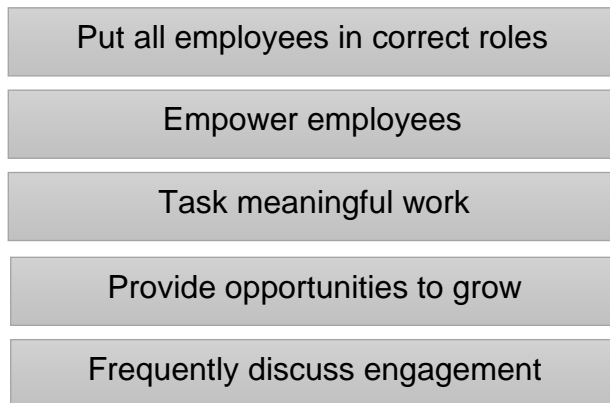 Put all employees in correct roles
Empower employees
Task meaningful work
Provide opportunities to grow
Frequently discuss engagement